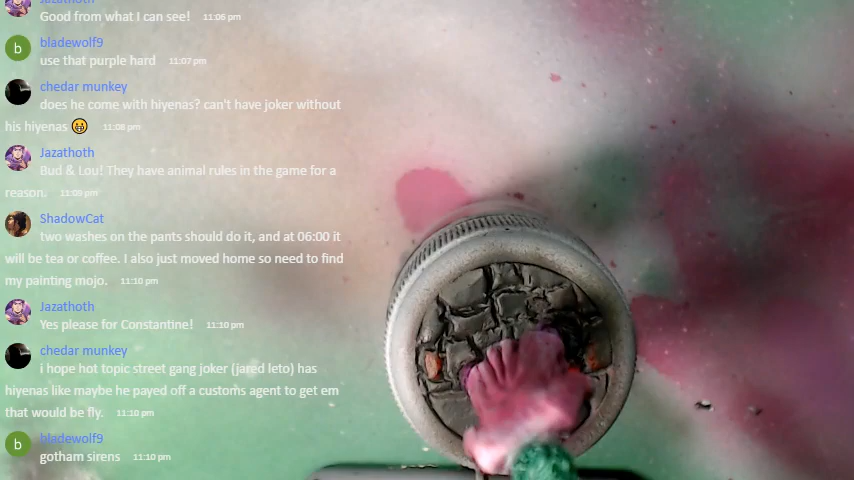 Jazathoth
Good from what I can see! 11:06 pm
b
bladewolf9
use that purple hard 11:07 pm
chedar munkey
does he come with hiyenas? can't have joker without
his hiyenas 😁 11:08 pm
Jazathoth
Bud & Lou! They have animal rules in the game for a
reason. 11:09 pm
ShadowCat
two washes on the pants should do it, and at 06:00 it
will be tea or coffee. I also just moved home so need to find
my painting mojo. 11:10 pm
Jazathoth
Yes please for Constantine! 11:10 pm
chedar munkey
i hope hot topic street gang joker (jared leto) has
hiyenas like maybe he payed off a customs agent to get em
that would be fly. 11:10 pm
b
bladewolf9
gotham sirens 11:10 pm